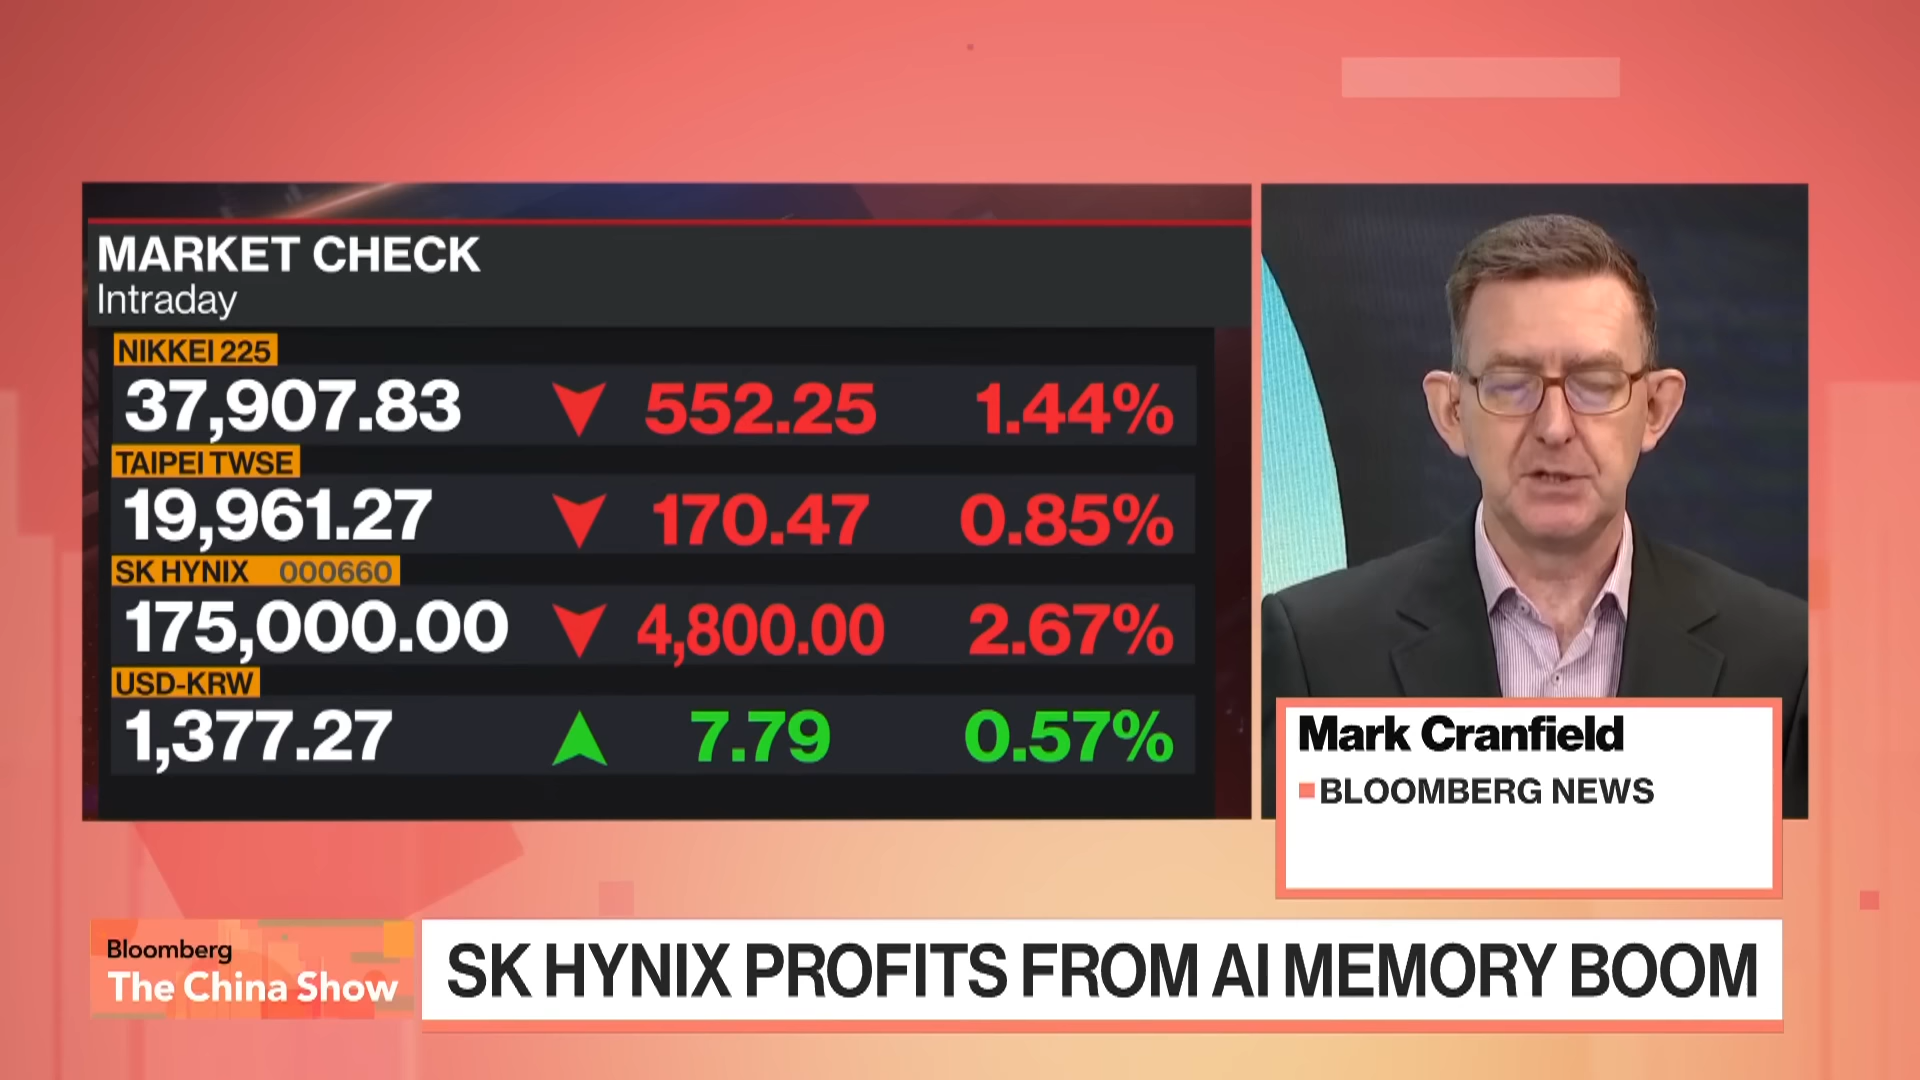 MARKET CHECK
Intraday
NIKKEI 225
37,907.83 ▼ 552.25 1.44%
TAIPEI TWSE
19,961.27 ▼ 170.47 0.85%
SK HYNIX 000660
175,000.00 ▼ 4,800.00 2.67%
USD-KRW
1,377.27 ▲ 7.79 0.57%
Mark Cranfield
BLOOMBERG NEWS
Bloomberg
The China Show
SK HYNIX PROFITS FROM AI MEMORY BOOM